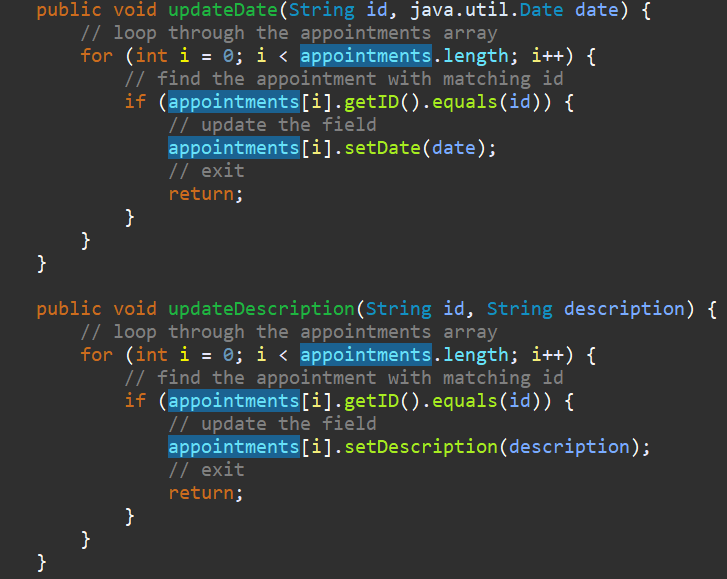 public void updateDate(String id, java.util.Date date) {
    // loop through the appointments array
    for (int i = 0; i < appointments.length; i++) {
        // find the appointment with matching id
        if (appointments[i].getID().equals(id)) {
            // update the field
            appointments[i].setDate(date);
            // exit
            return;
        }
    }
}

public void updateDescription(String id, String description) {
    // loop through the appointments array
    for (int i = 0; i < appointments.length; i++) {
        // find the appointment with matching id
        if (appointments[i].getID().equals(id)) {
            // update the field
            appointments[i].setDescription(description);
            // exit
            return;
        }
    }
}